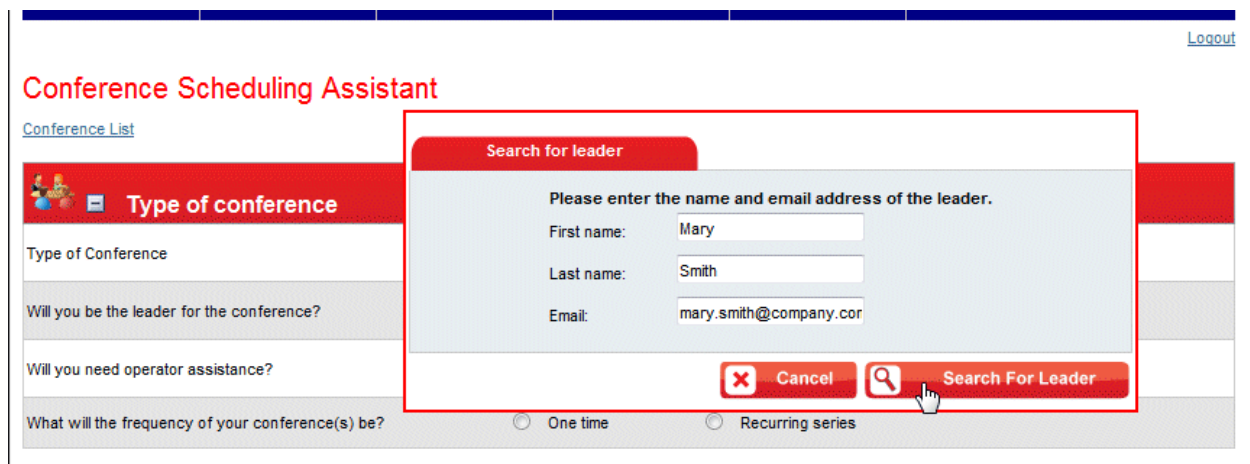 Logout
Conference Scheduling Assistant
Conference List
Search for leader
Type of conference
Please enter the name and email address of the leader.
First name: Mary
Last name: Smith
Email: mary.smith@company.cor
Type of Conference
Will you be the leader for the conference?
Will you need operator assistance?
Cancel Search For Leader
What will the frequency of your conference(s) be? One time Recurring series